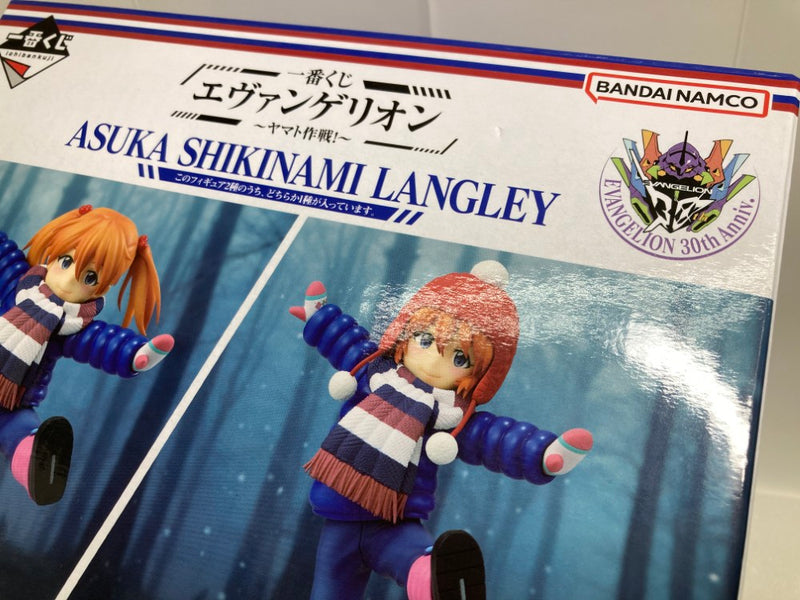 一番くじ
ichibankuji
一番くじ
エヴァンゲリオン
～ヤマト作戦！～
BANDAI NAMCO
ASUKA SHIKINAMI LANGLEY
このフィギュア2種のうち、どちらか1種が入っています。
EVANGELION
EVANGELION 30th Anniv.